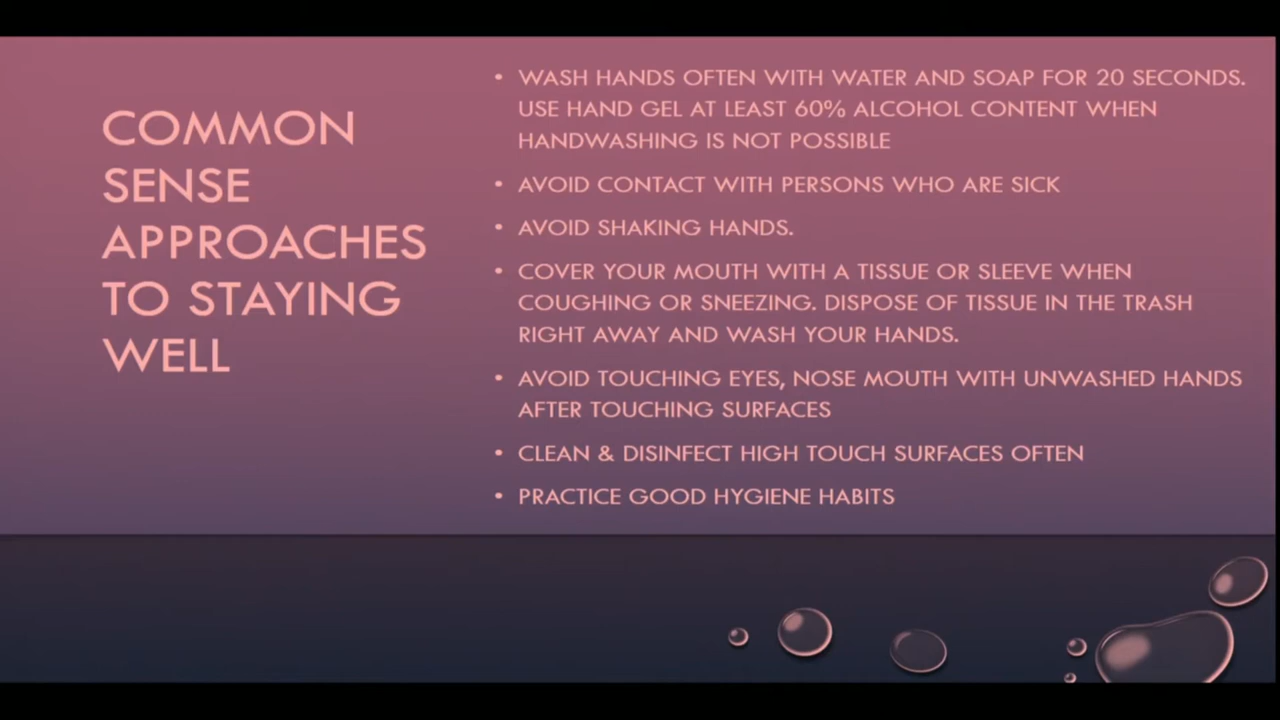 COMMON
SENSE
APPROACHES
TO STAYING
WELL
• WASH HANDS OFTEN WITH WATER AND SOAP FOR 20 SECONDS.
USE HAND GEL AT LEAST 60% ALCOHOL CONTENT WHEN
HANDWASHING IS NOT POSSIBLE
• AVOID CONTACT WITH PERSONS WHO ARE SICK
• AVOID SHAKING HANDS.
• COVER YOUR MOUTH WITH A TISSUE OR SLEEVE WHEN
COUGHING OR SNEEZING. DISPOSE OF TISSUE IN THE TRASH
RIGHT AWAY AND WASH YOUR HANDS.
• AVOID TOUCHING EYES, NOSE MOUTH WITH UNWASHED HANDS
AFTER TOUCHING SURFACES
• CLEAN & DISINFECT HIGH TOUCH SURFACES OFTEN
• PRACTICE GOOD HYGIENE HABITS